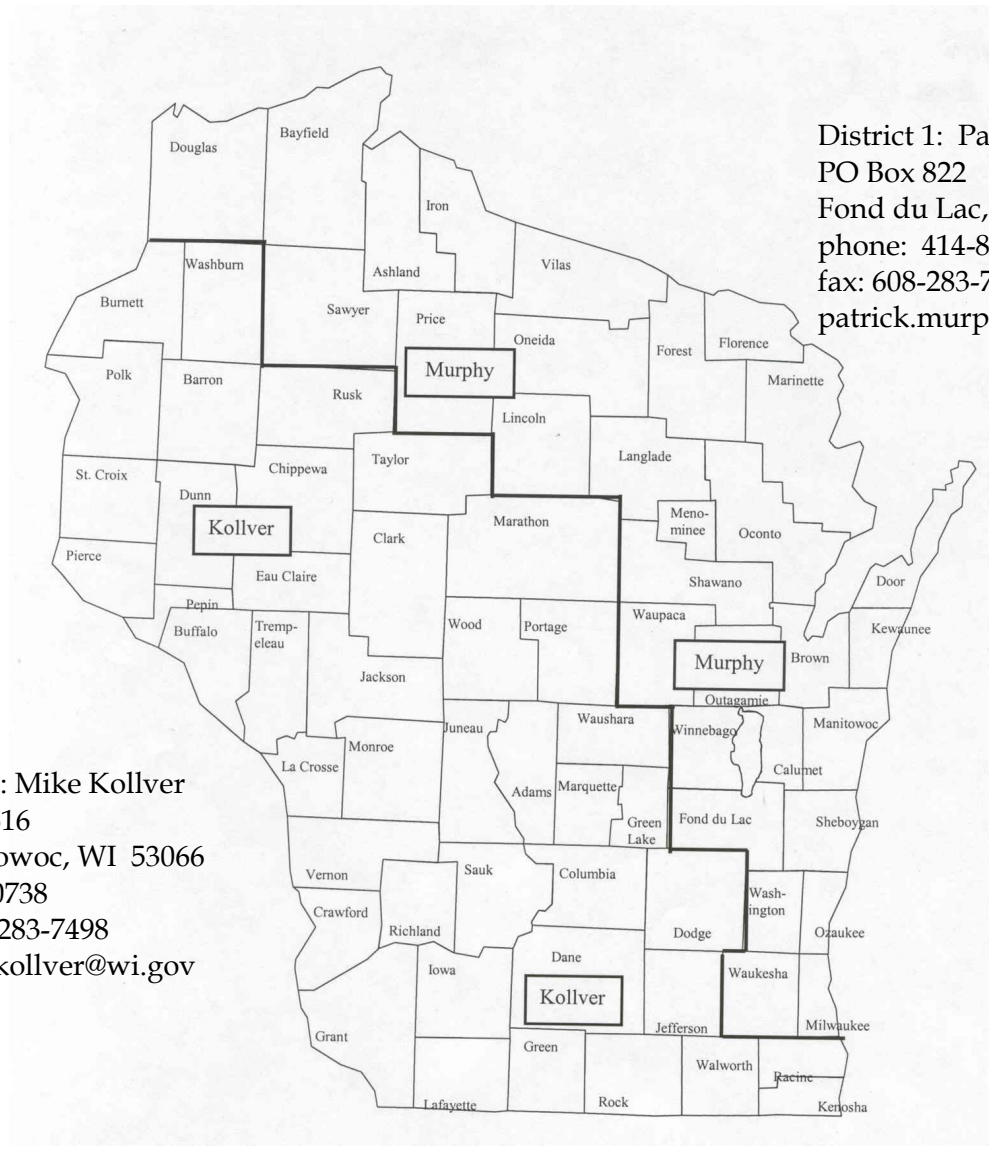 Douglas
Bayfield
Iron
Vilas
Ashland
Washburn
Burnett
Sawyer
Price
Oneida
Forest
Florence
Marinette
Murphy
Polk
Barron
Rusk
Lincoln
Langlade
St. Croix
Dunn
Chippewa
Taylor
Marathon
Meno-
minee
Oconto
Kollver
Clark
Pierce
Eau Claire
Shawano
Door
Pepin
Buffalo
Tremp-
eleau
Wood
Portage
Waupaca
Kewaunee
Murphy
Brown
Jackson
Outagamie
Waushara
Winnebago
Manitowoc
Juneau
Monroe
La Crosse
Calumet
Adams
Marquette
Green
Lake
Fond du Lac
Sheboygan
Vernon
Sauk
Columbia
Wash-
ington
Crawford
Richland
Dodge
Ozaukee
Iowa
Dane
Waukesha
Kollver
Jefferson
Milwaukee
Grant
Green
Walworth
Racine
Lafayette
Rock
Kenosha
District 1: Pa
PO Box 822
Fond du Lac,
phone: 414-8
fax: 608-283-7
patrick.murp
: Mike Kollver
16
owoc, WI 53066
0738
283-7498
kollver@wi.gov